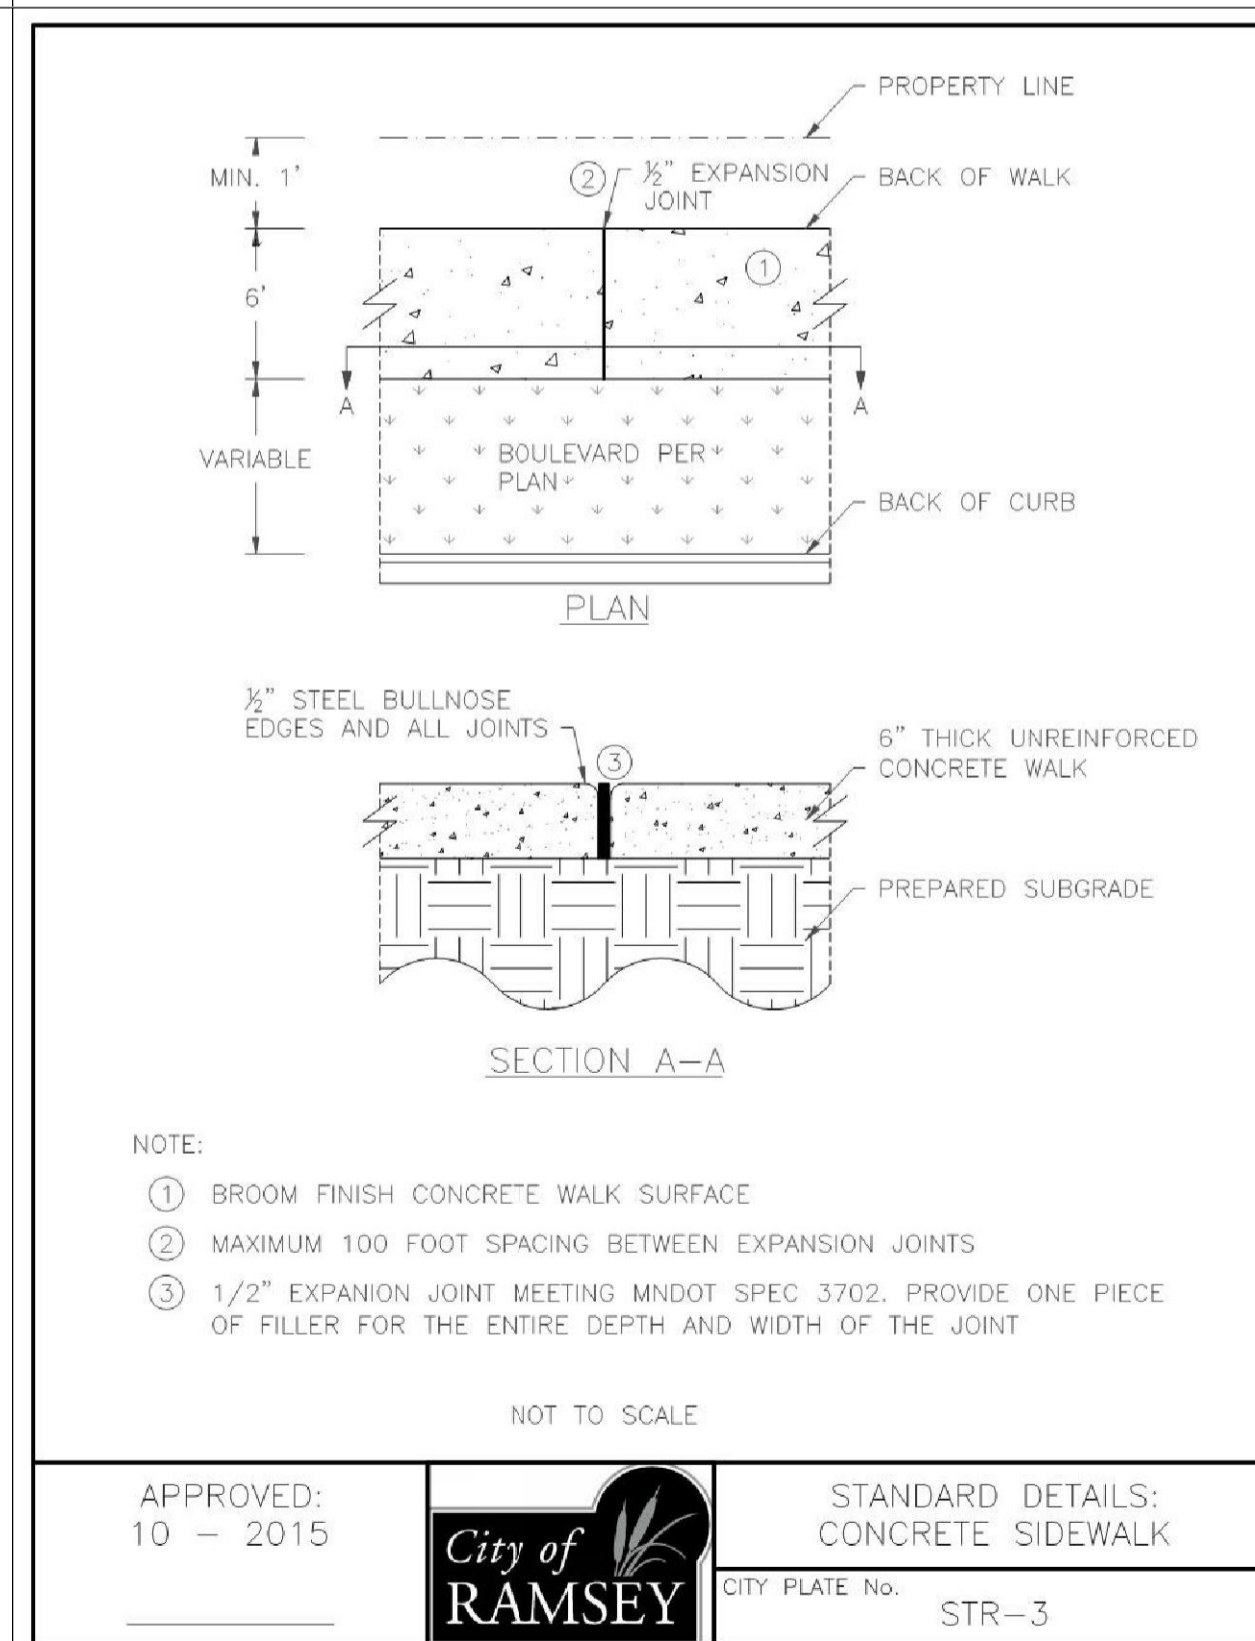 PROPERTY LINE
MIN. 1'
② ½" EXPANSION
JOINT
BACK OF WALK
6'
①
A
A
VARIABLE
BOULEVARD PER
PLAN
BACK OF CURB
PLAN
½" STEEL BULLNOSE
EDGES AND ALL JOINTS
③
6" THICK UNREINFORCED
CONCRETE WALK
PREPARED SUBGRADE
SECTION A-A
NOTE:
① BROOM FINISH CONCRETE WALK SURFACE
② MAXIMUM 100 FOOT SPACING BETWEEN EXPANSION JOINTS
③ 1/2" EXPANION JOINT MEETING MNDOT SPEC 3702. PROVIDE ONE PIECE
OF FILLER FOR THE ENTIRE DEPTH AND WIDTH OF THE JOINT
NOT TO SCALE
APPROVED:
10 - 2015
City of
RAMSEY
STANDARD DETAILS:
CONCRETE SIDEWALK
CITY PLATE No.
STR-3